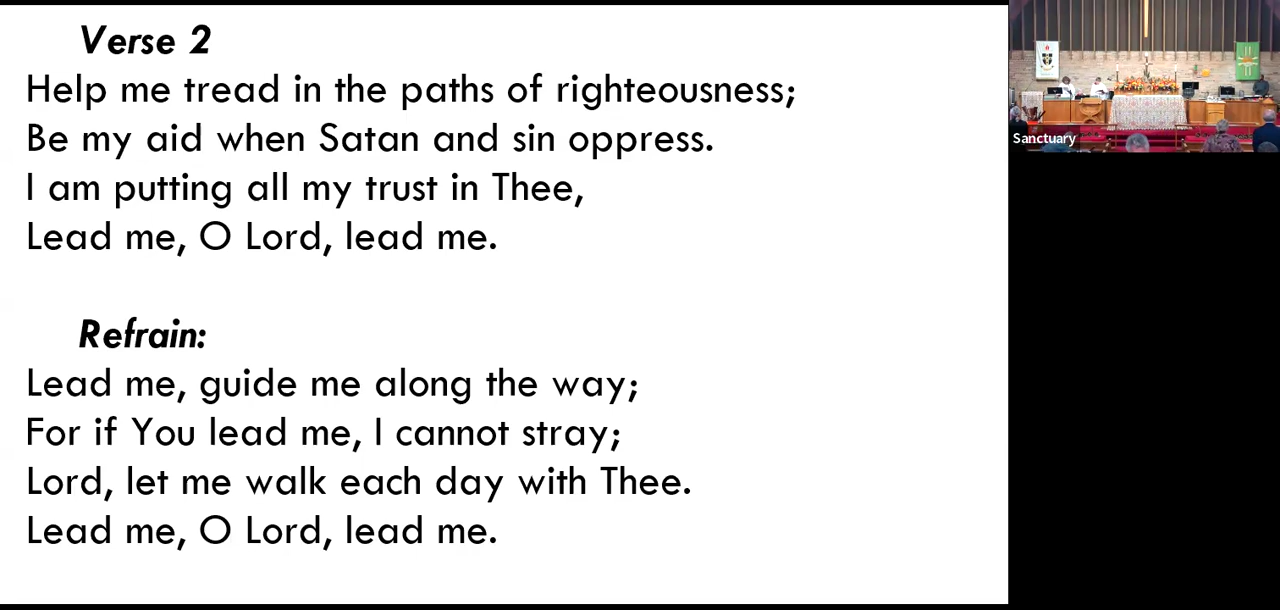 Verse 2
Help me tread in the paths of righteousness;
Be my aid when Satan and sin oppress.
I am putting all my trust in Thee,
Lead me, O Lord, lead me.
Refrain:
Lead me, guide me along the way;
For if You lead me, I cannot stray;
Lord, let me walk each day with Thee.
Lead me, O Lord, lead me.
Sanctuary